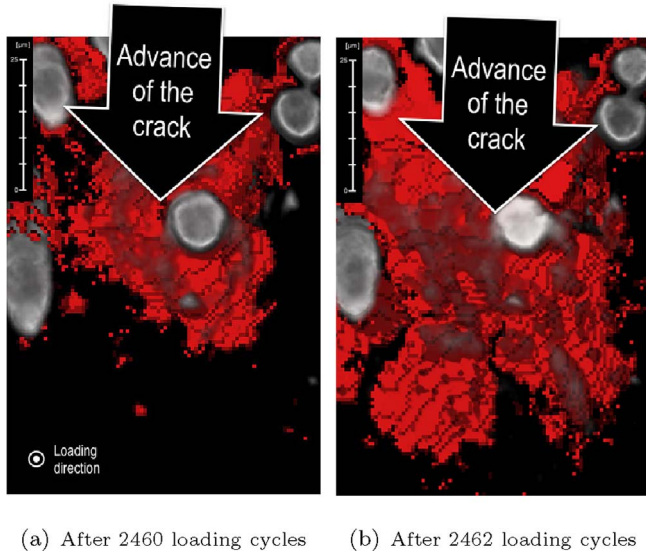 [µm]
25
0
Advance
of the
crack
Loading
direction
[µm]
25
0
Advance
of the
crack
(a) After 2460 loading cycles
(b) After 2462 loading cycles